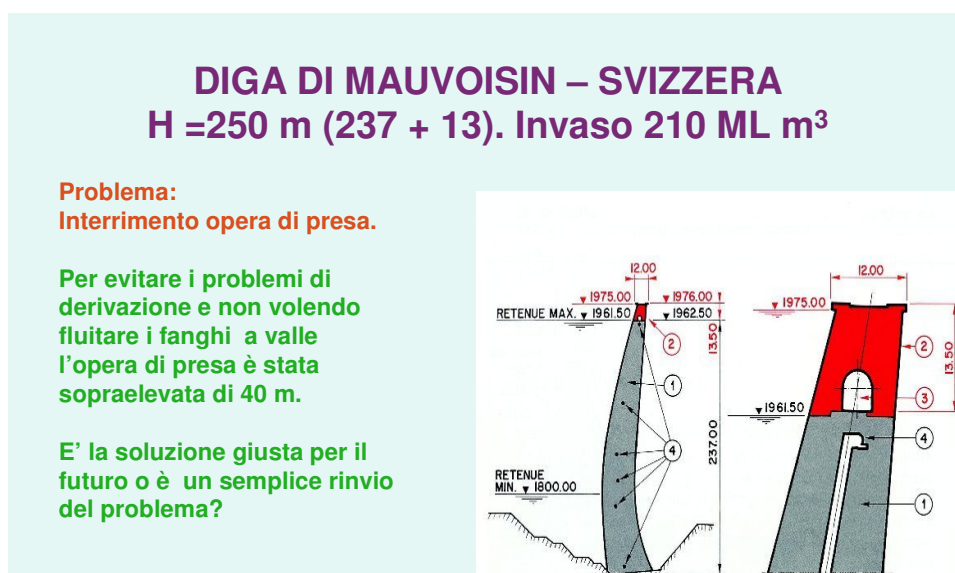 DIGA DI MAUVOISIN – SVIZZERA
H =250 m (237 + 13). Invaso 210 ML m³
Problema:
Interrimento opera di presa.
Per evitare i problemi di
derivazione e non volendo
fluitare i fanghi a valle
l'opera di presa è stata
sopraelevata di 40 m.
E' la soluzione giusta per il
futuro o è un semplice rinvio
del problema?
12.00
1975.00
1976.00
RETENUE MAX. 1961.50
1962.50
13.50
2
1
4
237.00
RETENUE
MIN. 1800.00
12.00
1975.00
2
13.50
3
1961.50
4
1